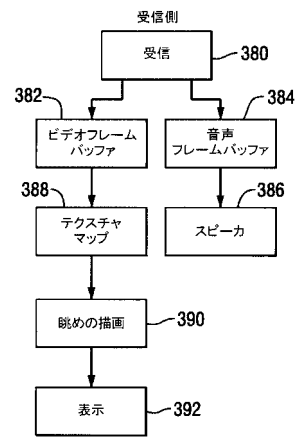 受信側
受信
380
382
384
ビデオフレーム
バッファ
音声
フレームバッファ
388
386
テクスチャ
マップ
スピーカ
眺めの描画
390
表示
392